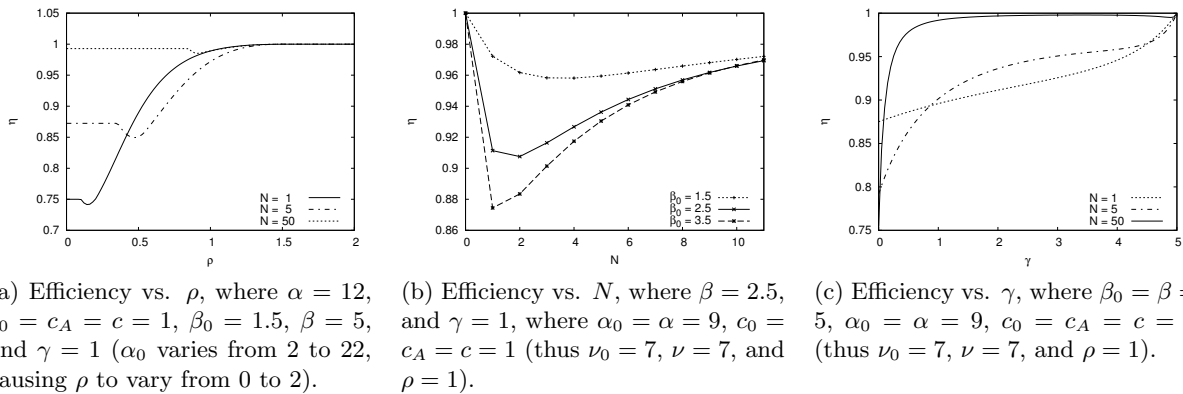 1.05
1
0.95
0.9
0.85
0.8
0.75
0.7
η
N = 1
N = 5
N = 50
0 0.5 1 1.5 2
ρ
1
0.98
0.96
0.94
0.92
0.9
0.88
0.86
η
β₀ = 1.5
β₀ = 2.5
β₀ = 3.5
0 2 4 6 8 10
N
1
0.95
0.9
0.85
0.8
0.75
η
N = 1
N = 5
N = 50
0 1 2 3 4 5
γ
a) Efficiency vs. ρ, where α = 12,
0 = c_A = c = 1, β₀ = 1.5, β = 5,
nd γ = 1 (α₀ varies from 2 to 22,
ausing ρ to vary from 0 to 2).
(b) Efficiency vs. N, where β = 2.5,
and γ = 1, where α₀ = α = 9, c₀ =
c_A = c = 1 (thus ν₀ = 7, ν = 7, and
ρ = 1).
(c) Efficiency vs. γ, where β₀ = β =
5, α₀ = α = 9, c₀ = c_A = c =
(thus ν₀ = 7, ν = 7, and ρ = 1).